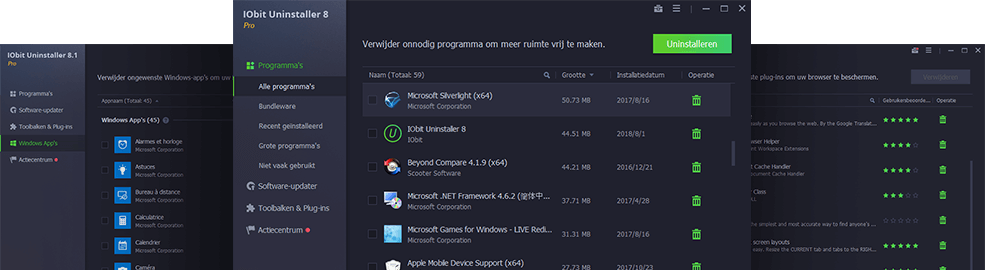 IObit Uninstaller 8.1
Pro
Programma's
Software-updater
Toolbalken & Plug-ins
Windows App's
Actiecentrum
Verwijder ongewenste Windows-app's om uw
Appnaam (Totaal: 45)
Windows App's (45)
Alarmes et horloge
Microsoft Corporation
Astuces
Microsoft Corporation
Bureau à distance
Microsoft Corporation
Calculatrice
Microsoft Corporation
Calendrier
Microsoft Corporation
Caméra
IObit Uninstaller 8
Pro
Programma's
Alle programma's
Bundleware
Recent geinstalleerd
Grote programma's
Niet vaak gebruikt
Software-updater
Toolbalken & Plug-ins
Actiecentrum
Verwijder onnodig programma om meer ruimte vrij te maken.
Uninstalleren
Naam (Totaal: 59) Grootte Installatiedatum Operatie
Microsoft Silverlight (x64) 50.73 MB 2017/8/16
Microsoft Corporation
IObit Uninstaller 8 44.51 MB 2018/8/1
IObit
Beyond Compare 4.1.9 (x64) 44.21 MB 2016/12/21
Scooter Software
Microsoft .NET Framework 4.6.2 (简体中... 37.71 MB 2017/4/28
Microsoft Corporation
Microsoft Games for Windows - LIVE Redi... 31.31 MB 2017/8/16
Microsoft Corporation
Apple Mobile Device Support (x64) 27.73 MB 2017/10/23
ste plug-ins om uw browser te beschermen.
Verwijderen
Gebruikersbeoorde... Operatie
ly as you browse the web. By the Google Translat...
owser Helper
nt Workspace Extensions
t Cache Handler
Document Cache Handler
Class
the simplest and most accurate way to find anyone's...
screen layouts
ay. Resize the CURRENT tab and tabs to the RIGH...